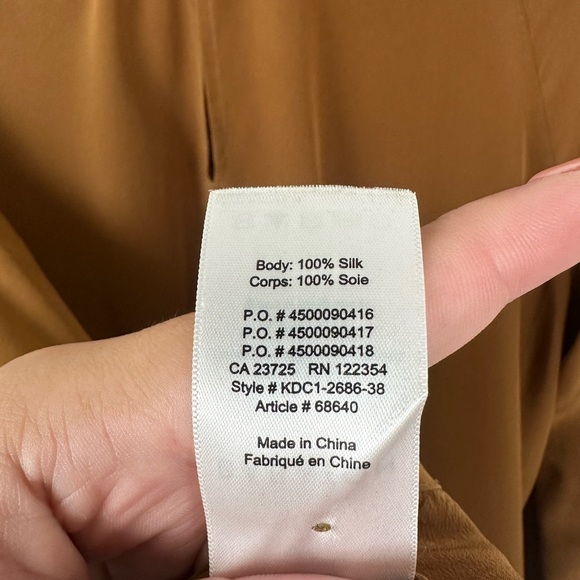 Body: 100% Silk
Corps: 100% Soie
P.O. # 4500090416
P.O. # 4500090417
P.O. # 4500090418
CA 23725 RN 122354
Style # KDC1-2686-38
Article # 68640
Made in China
Fabriqué en Chine